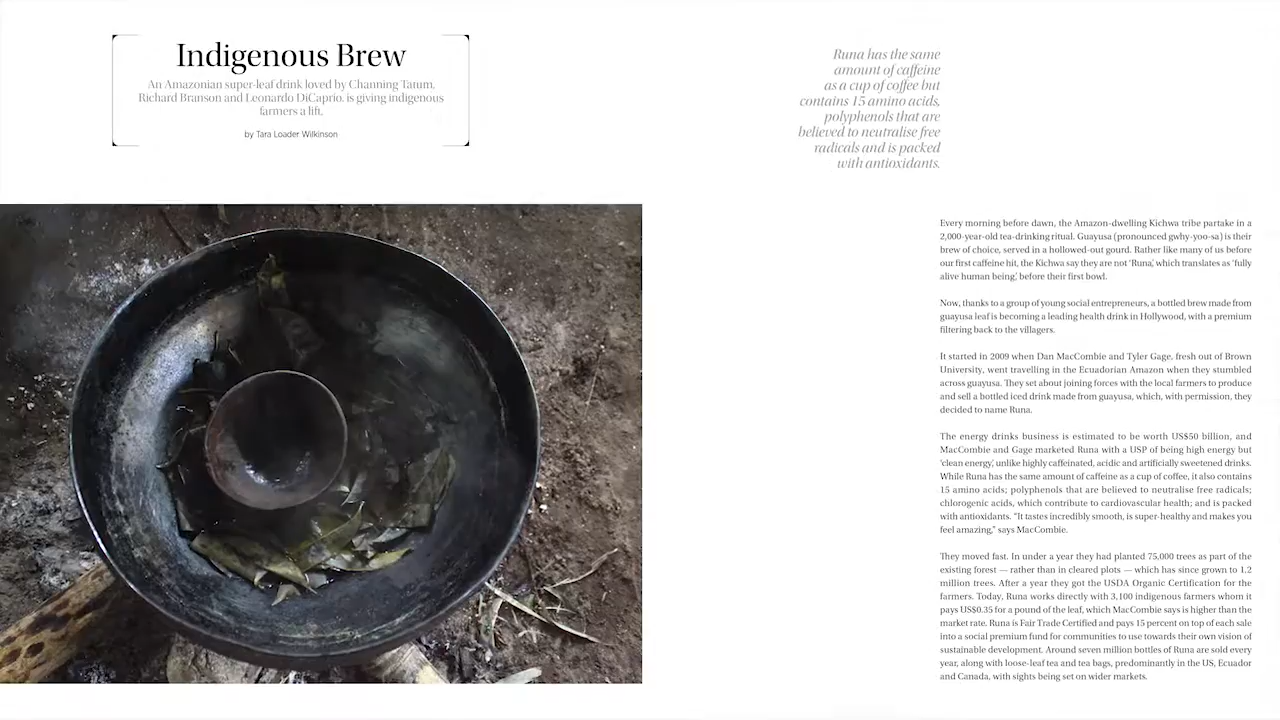 Indigenous Brew
An Amazonian super-leaf drink loved by Channing Tatum,
Richard Branson and Leonardo DiCaprio. is giving indigenous
farmers a lift.
by Tara Loader Wilkinson
Runa has the same
amount of caffeine
as a cup of coffee but
contains 15 amino acids,
polyphenols that are
believed to neutralise free
radicals and is packed
with antioxidants.
Every morning before dawn, the Amazon-dwelling Kichwa tribe partake in a
2,000-year-old tea-drinking ritual. Guayusa (pronounced gwhy-yoo-sa) is their
brew of choice, served in a hollowed-out gourd. Rather like many of us before
our first caffeine hit, the Kichwa say they are not ‘Runa’, which translates as ‘fully
alive human being’, before their first bowl.
Now, thanks to a group of young social entrepreneurs, a bottled brew made from
guayusa leaf is becoming a leading health drink in Hollywood, with a premium
filtering back to the villagers.
It started in 2009 when Dan MacCombie and Tyler Gage, fresh out of Brown
University, went travelling in the Ecuadorian Amazon when they stumbled
across guayusa. They set about joining forces with the local farmers to produce
and sell a bottled iced drink made from guayusa, which, with permission, they
decided to name Runa.
The energy drinks business is estimated to be worth US$50 billion, and
MacCombie and Gage marketed Runa with a USP of being high energy but
‘clean energy’, unlike highly caffeinated, acidic and artificially sweetened drinks.
While Runa has the same amount of caffeine as a cup of coffee, it also contains
15 amino acids; polyphenols that are believed to neutralise free radicals;
chlorogenic acids, which contribute to cardiovascular health; and is packed
with antioxidants. “It tastes incredibly smooth, is super-healthy and makes you
feel amazing,” says MacCombie.
They moved fast. In under a year they had planted 75,000 trees as part of the
existing forest — rather than in cleared plots — which has since grown to 1.2
million trees. After a year they got the USDA Organic Certification for the
farmers. Today, Runa works directly with 3,100 indigenous farmers whom it
pays US$0.35 for a pound of the leaf, which MacCombie says is higher than the
market rate. Runa is Fair Trade Certified and pays 15 percent on top of each sale
into a social premium fund for communities to use towards their own vision of
sustainable development. Around seven million bottles of Runa are sold every
year, along with loose-leaf tea and tea bags, predominantly in the US, Ecuador
and Canada, with sights being set on wider markets.